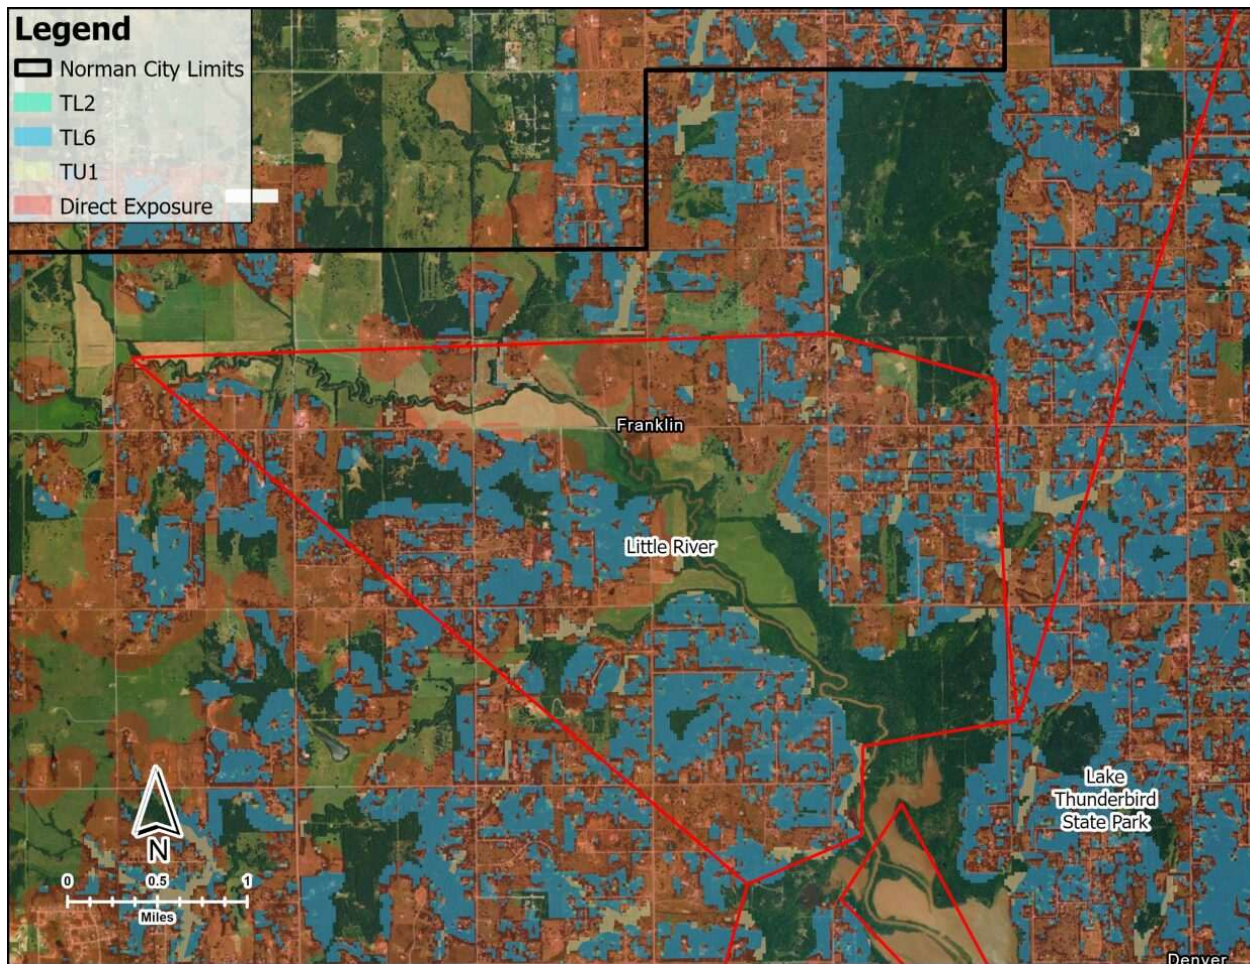 Legend
Norman City Limits
TL2
TL6
TU1
Direct Exposure
Franklin
Little River
Lake
Thunderbird
State Park
N
0 0.5 1
Miles
Denver